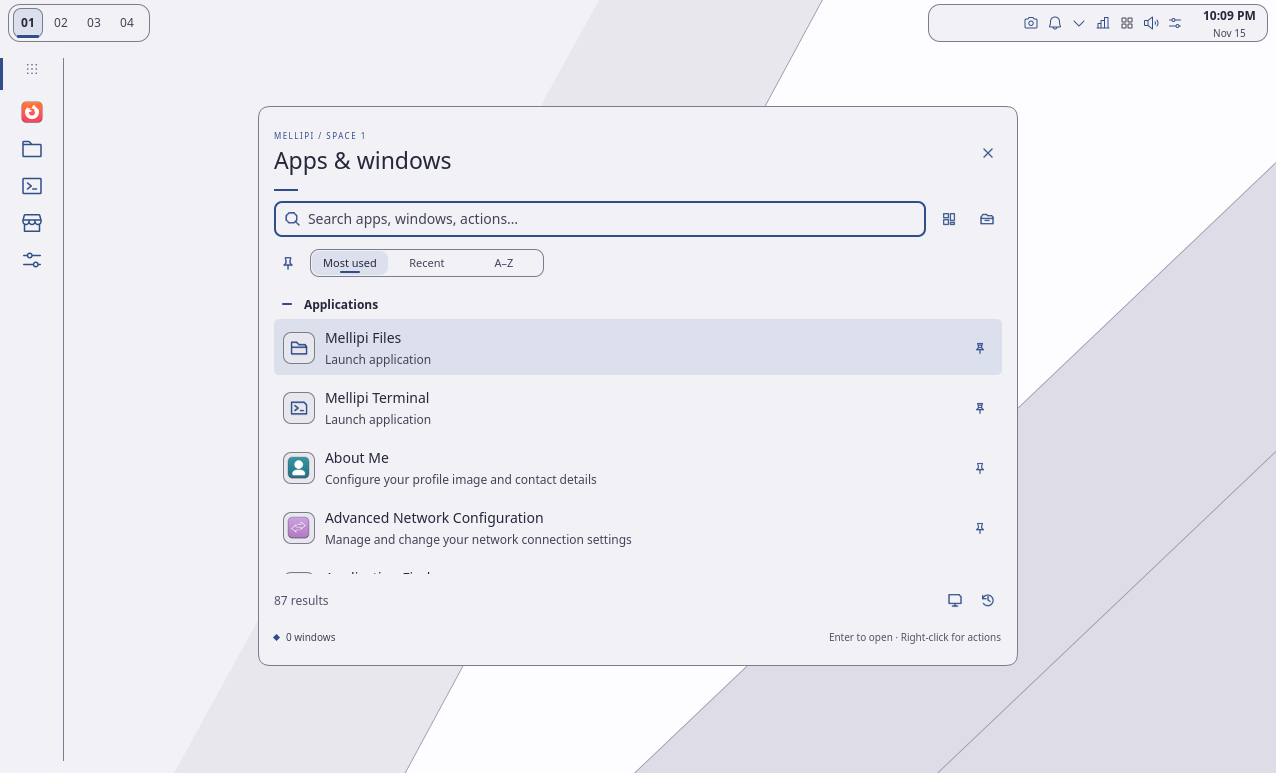 01 02 03 04
10:09 PM
Nov 15
MELLIPI / SPACE 1
Apps & windows
Search apps, windows, actions...
Most used Recent A–Z
Applications
Mellipi Files
Launch application
Mellipi Terminal
Launch application
About Me
Configure your profile image and contact details
Advanced Network Configuration
Manage and change your network connection settings
87 results
0 windows
Enter to open · Right-click for actions